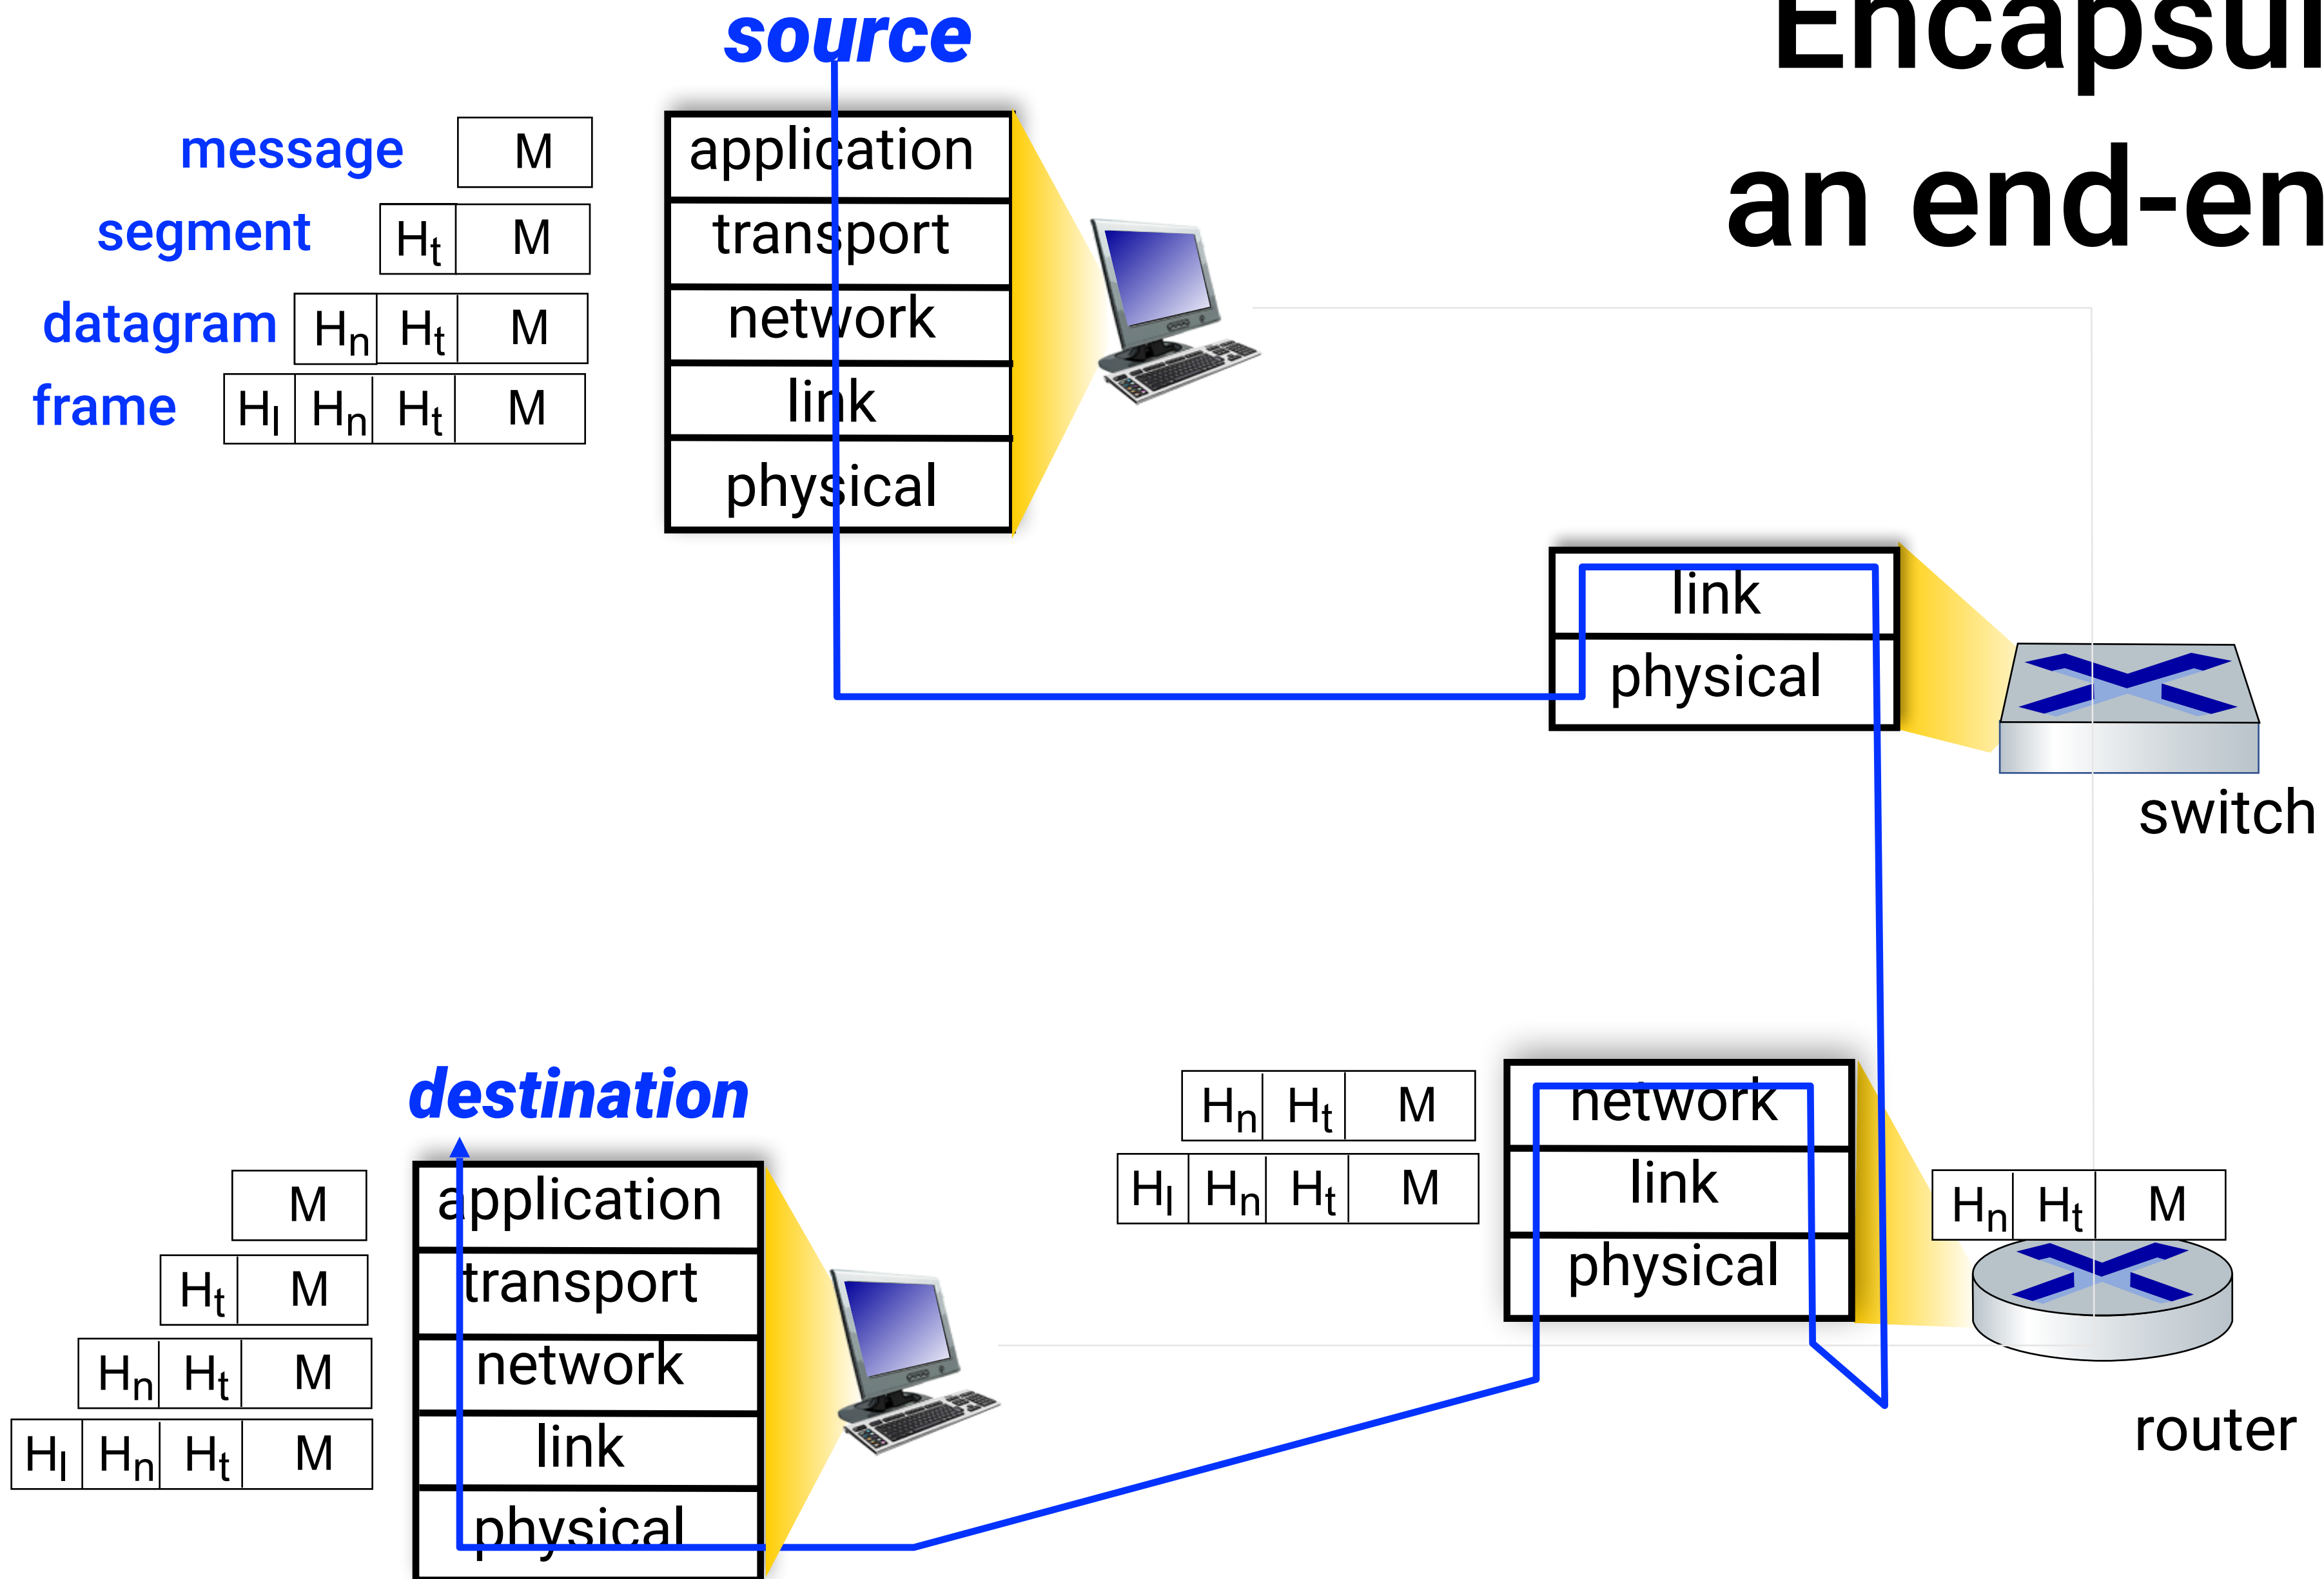 source
Encapsul
an end-en
message M
segment Ht M
datagram Hn Ht M
frame Hl Hn Ht M
application
transport
network
link
physical
link
physical
switch
destination
M
Ht M
Hn Ht M
Hl Hn Ht M
application
transport
network
link
physical
Hn Ht M
Hl Hn Ht M
network
link
physical
Hn Ht M
router